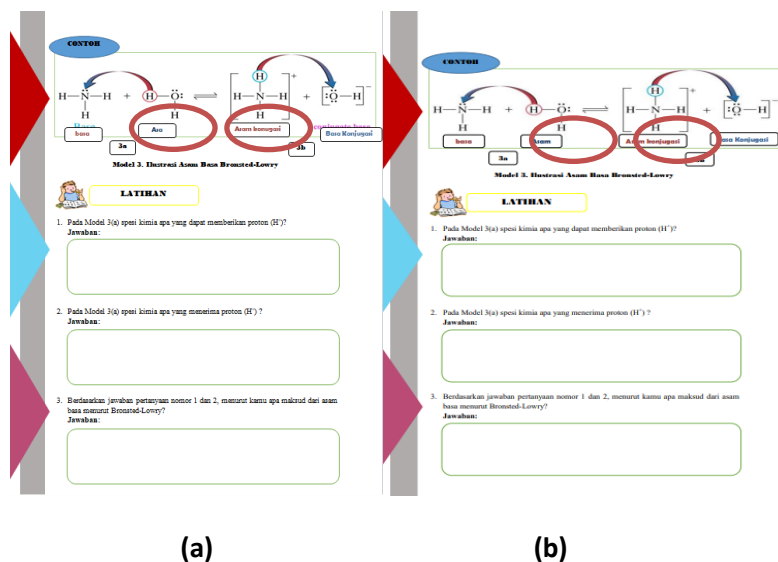 CONTOH
H
H—N—H + H—O: ⇌ [H—N—H]+ + [:O—H]−
H H H
basa
Asam konugasi
conjugate base
Basa Konjugasi
3a
3b
Model 3. Ilustrasi Asam Basa Bronsted-Lowry
LATIHAN
1. Pada Model 3(a) spesi kimia apa yang dapat memberikan proton (H+)?
Jawaban:
2. Pada Model 3(a) spesi kimia apa yang menerima proton (H+) ?
Jawaban:
3. Berdasarkan jawaban pertanyaan nomor 1 dan 2, menurut kamu apa maksud dari asam
basa menurut Bronsted-Lowry?
Jawaban:
(a)
CONTOH
H
H—N—H + H—O: ⇌ [H—N—H]+ + [:O—H]−
H H H
basa
Asam
Asam konjugasi
Basa Konjugasi
3a
Model 3. Ilustrasi Asam Basa Bronsted-Lowry
LATIHAN
1. Pada Model 3(a) spesi kimia apa yang dapat memberikan proton (H+)?
Jawaban:
2. Pada Model 3(a) spesi kimia apa yang menerima proton (H+) ?
Jawaban:
3. Berdasarkan jawaban pertanyaan nomor 1 dan 2, menurut kamu apa maksud dari asam
basa menurut Bronsted-Lowry?
Jawaban:
(b)